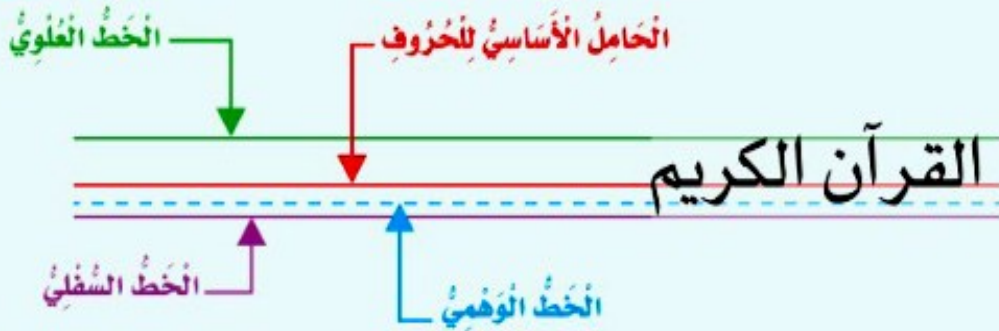 الْحَامِلُ الْأَسَاسِيُّ لِلْحُرُوفِ
الْخَطُّ الْعُلْوِيُّ
القرآن الكريم
الْخَطُّ الْوَهْمِيُّ
الْخَطُّ السُّفْلِيُّ